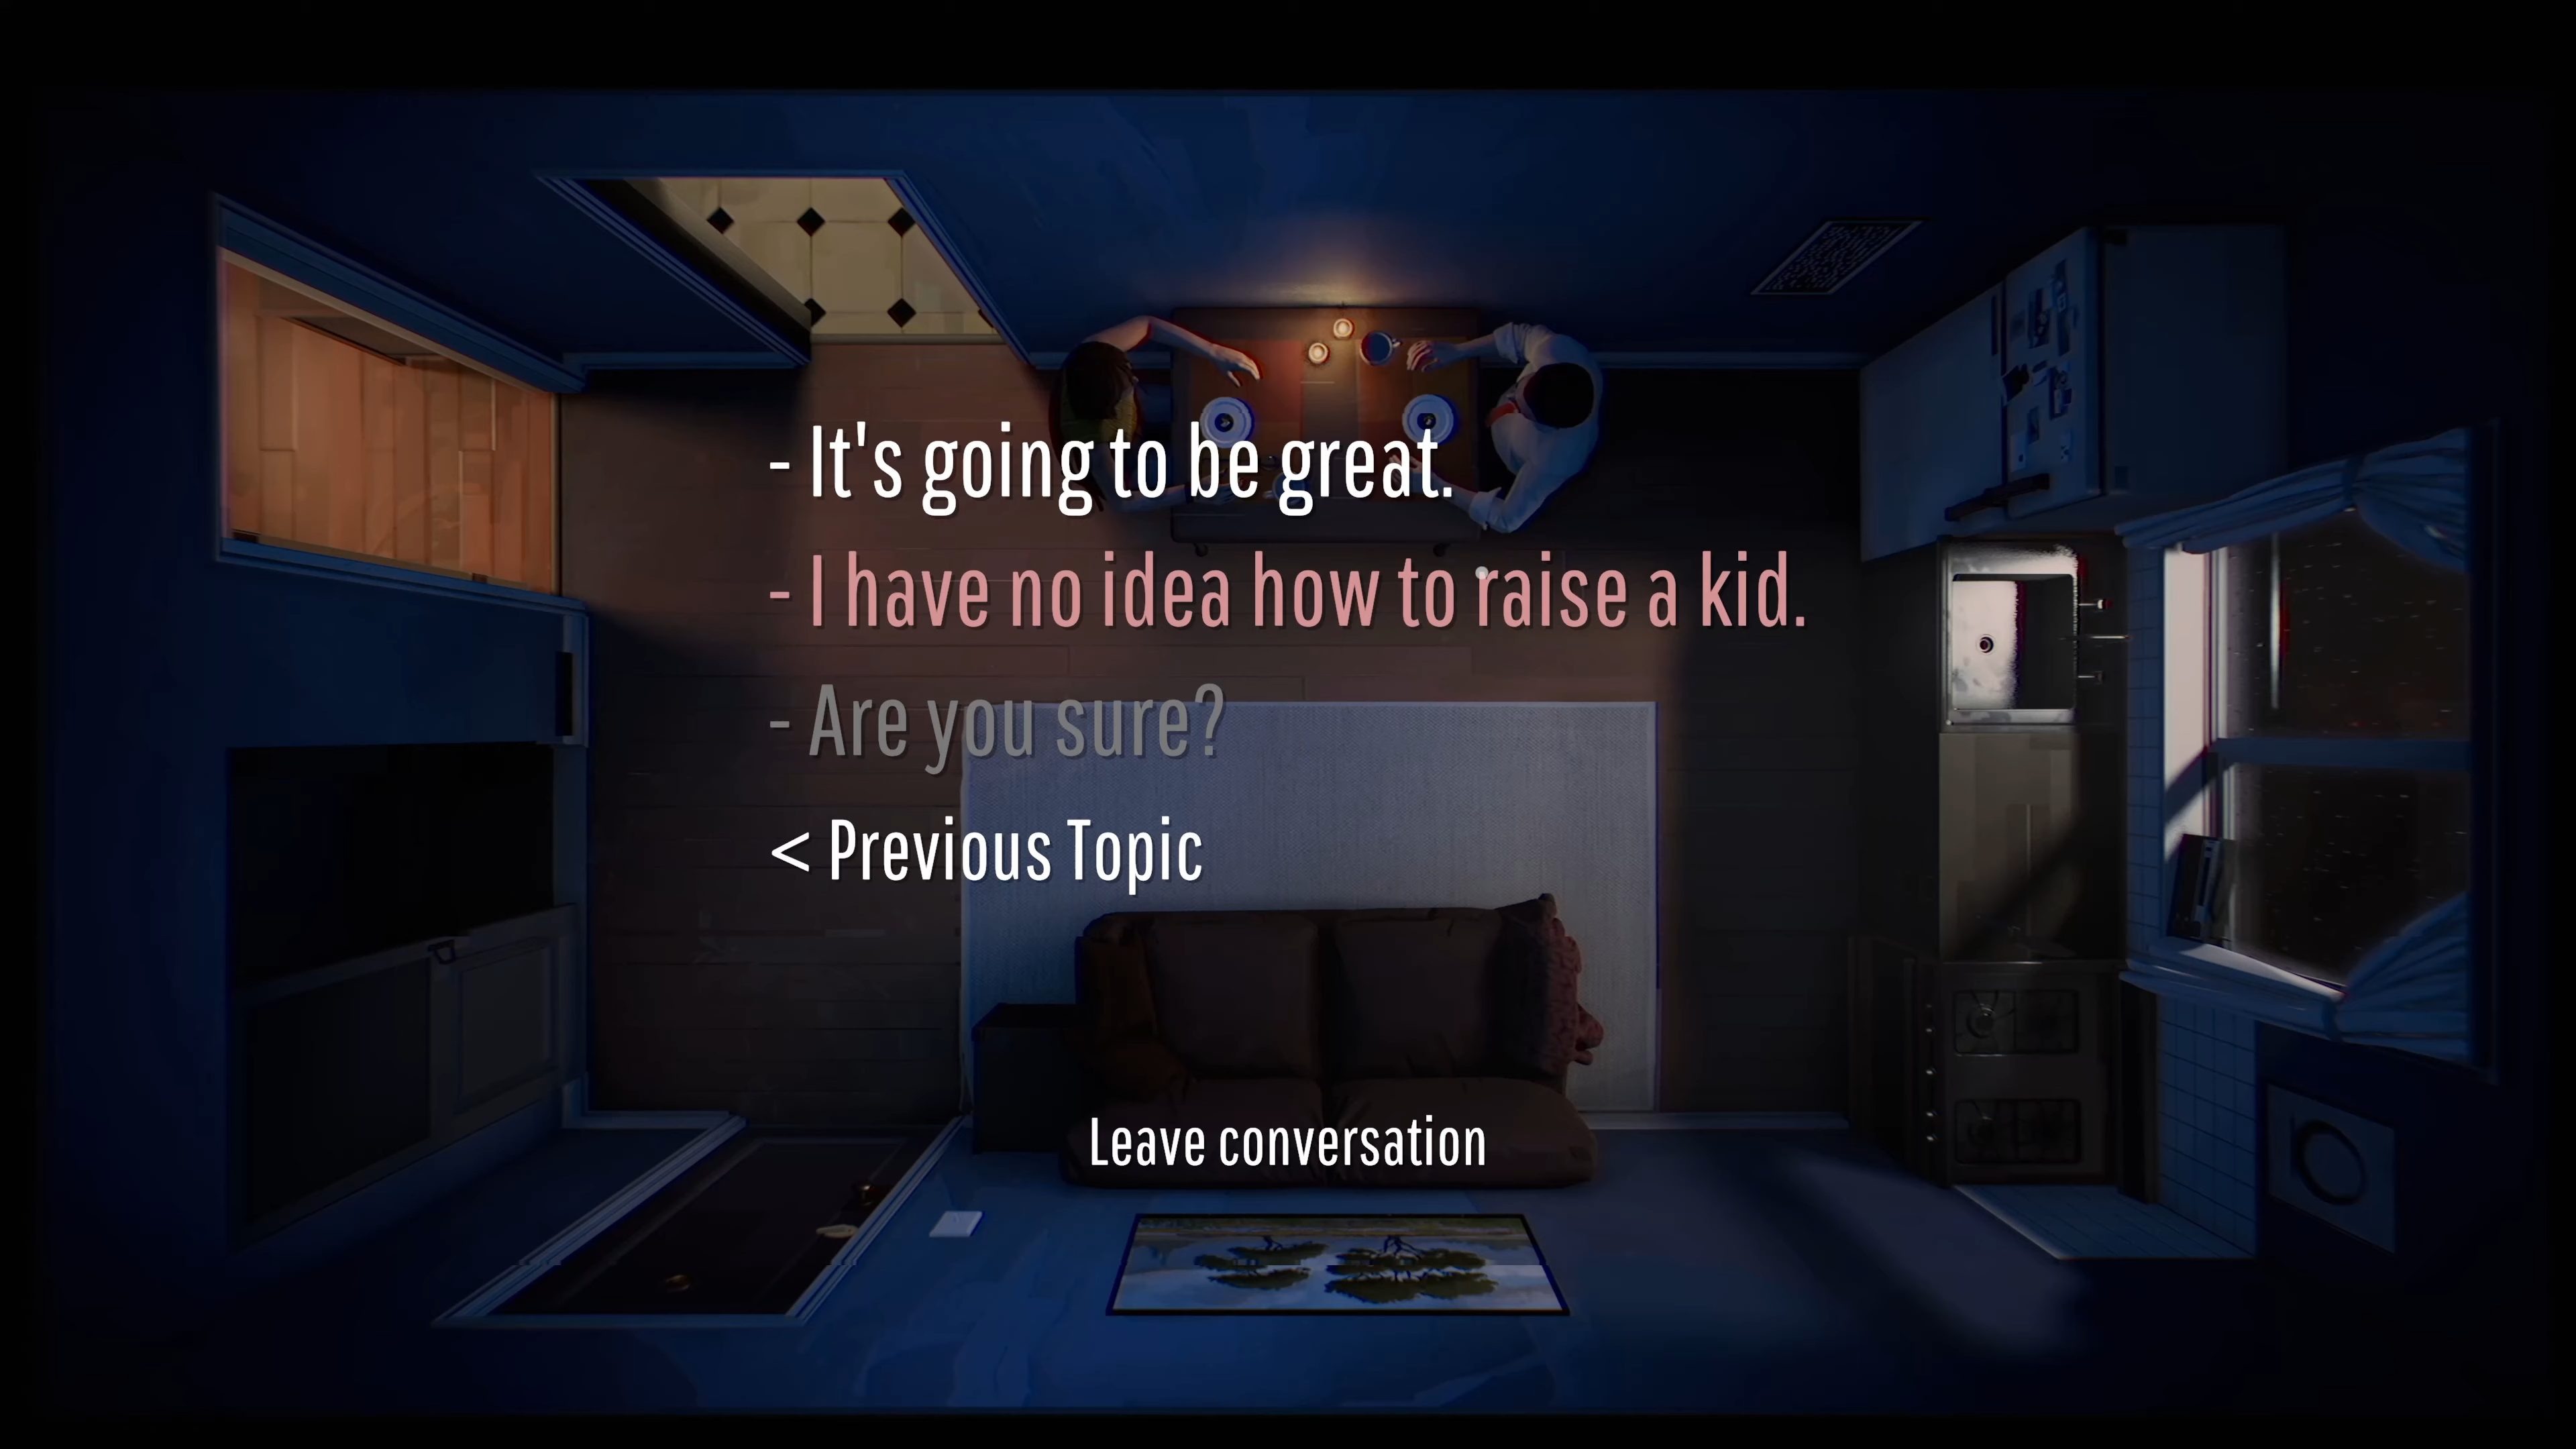 - It's going to be great.
- I have no idea how to raise a kid.
- Are you sure?
< Previous Topic
Leave conversation